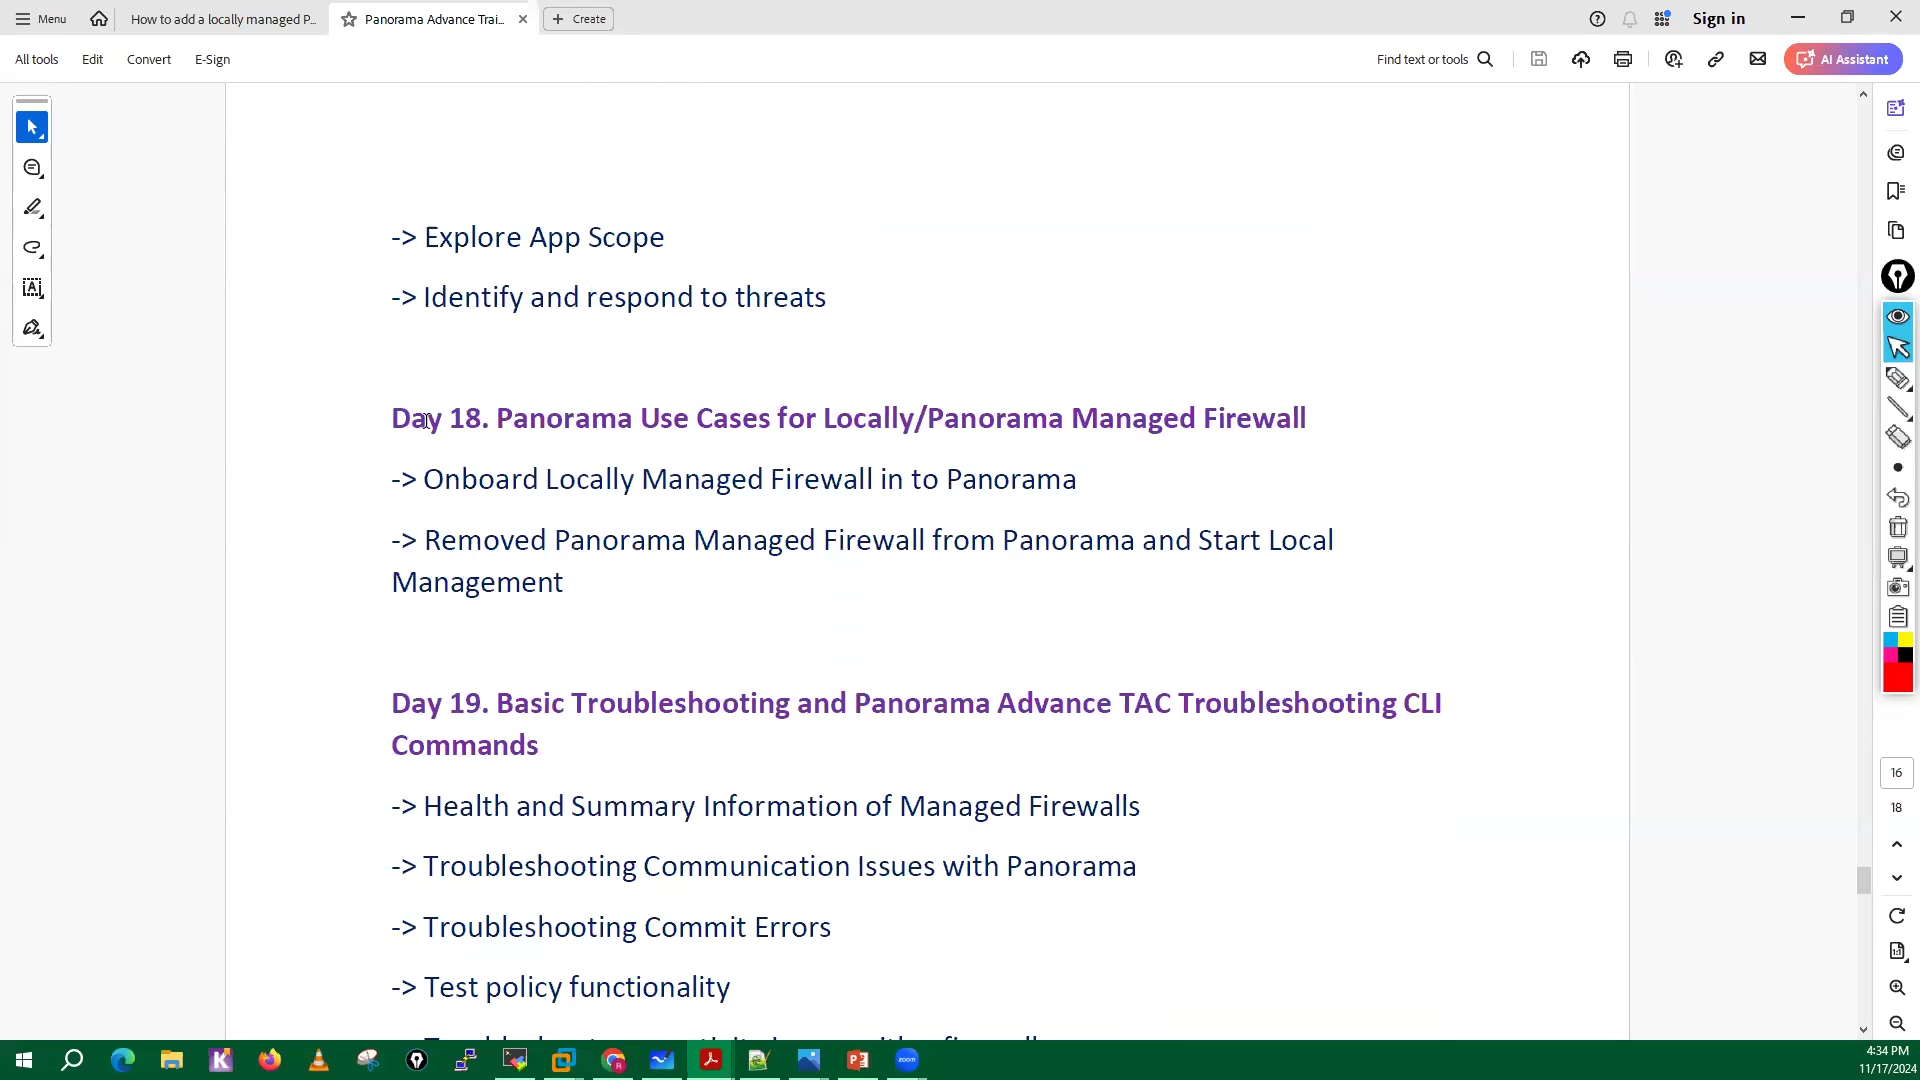 Menu
How to add a locally managed P...
Panorama Advance Trai...
Create
Sign in
All tools
Edit
Convert
E-Sign
Find text or tools
AI Assistant
-> Explore App Scope
-> Identify and respond to threats
Day 18. Panorama Use Cases for Locally/Panorama Managed Firewall
-> Onboard Locally Managed Firewall in to Panorama
-> Removed Panorama Managed Firewall from Panorama and Start Local
Management
Day 19. Basic Troubleshooting and Panorama Advance TAC Troubleshooting CLI
Commands
-> Health and Summary Information of Managed Firewalls
-> Troubleshooting Communication Issues with Panorama
-> Troubleshooting Commit Errors
-> Test policy functionality
16
18
4:34 PM
11/17/2024
zoom